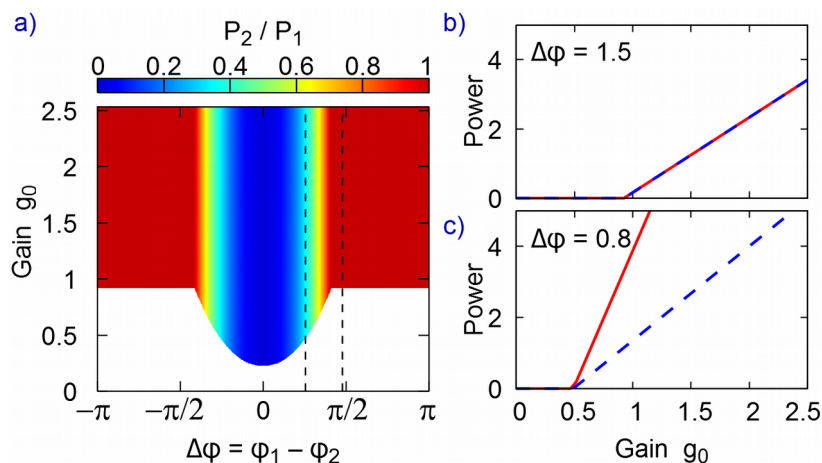 a)
P₂ / P₁
0 0.2 0.4 0.6 0.8 1
2.5
2
1.5
1
0.5
0
Gain g₀
−π −π/2 0 π/2 π
Δφ = φ₁ − φ₂
b)
Δφ = 1.5
4
2
0
Power
c)
Δφ = 0.8
4
2
0
Power
0 0.5 1 1.5 2 2.5
Gain g₀